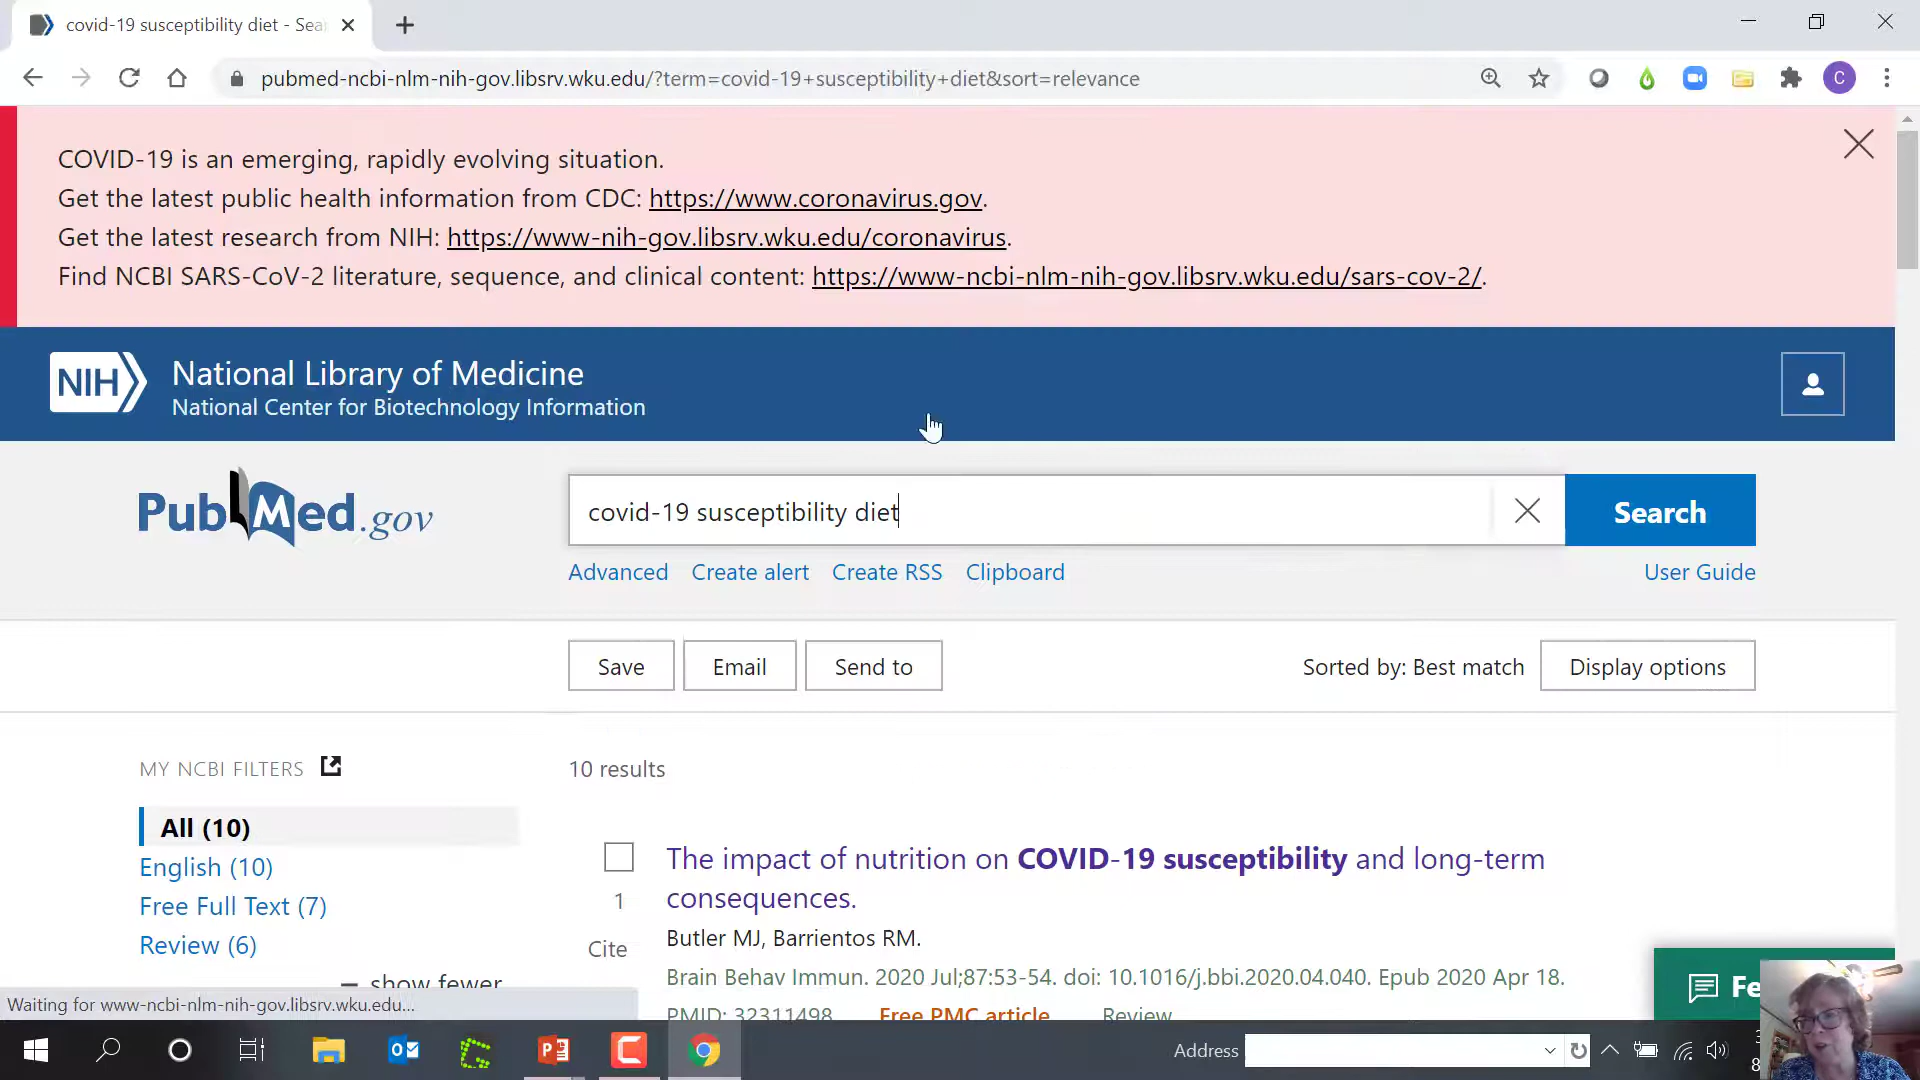 covid-19 susceptibility diet - Sea
pubmed-ncbi-nlm-nih-gov.libsrv.wku.edu/?term=covid-19+susceptibility+diet&sort=relevance
C
COVID-19 is an emerging, rapidly evolving situation.
Get the latest public health information from CDC: https://www.coronavirus.gov.
Get the latest research from NIH: https://www-nih-gov.libsrv.wku.edu/coronavirus.
Find NCBI SARS-CoV-2 literature, sequence, and clinical content: https://www-ncbi-nlm-nih-gov.libsrv.wku.edu/sars-cov-2/.
NIH
National Library of Medicine
National Center for Biotechnology Information
PubMed.gov
covid-19 susceptibility diet
Search
Advanced Create alert Create RSS Clipboard
User Guide
Save Email Send to
Sorted by: Best match Display options
MY NCBI FILTERS
All (10)
English (10)
Free Full Text (7)
Review (6)
show fewer
10 results
The impact of nutrition on COVID-19 susceptibility and long-term
consequences.
1
Cite
Butler MJ, Barrientos RM.
Brain Behav Immun. 2020 Jul;87:53-54. doi: 10.1016/j.bbi.2020.04.040. Epub 2020 Apr 18.
PMID: 32311498 Free PMC article Review
Fe
Waiting for www-ncbi-nlm-nih-gov.libsrv.wku.edu...
Address